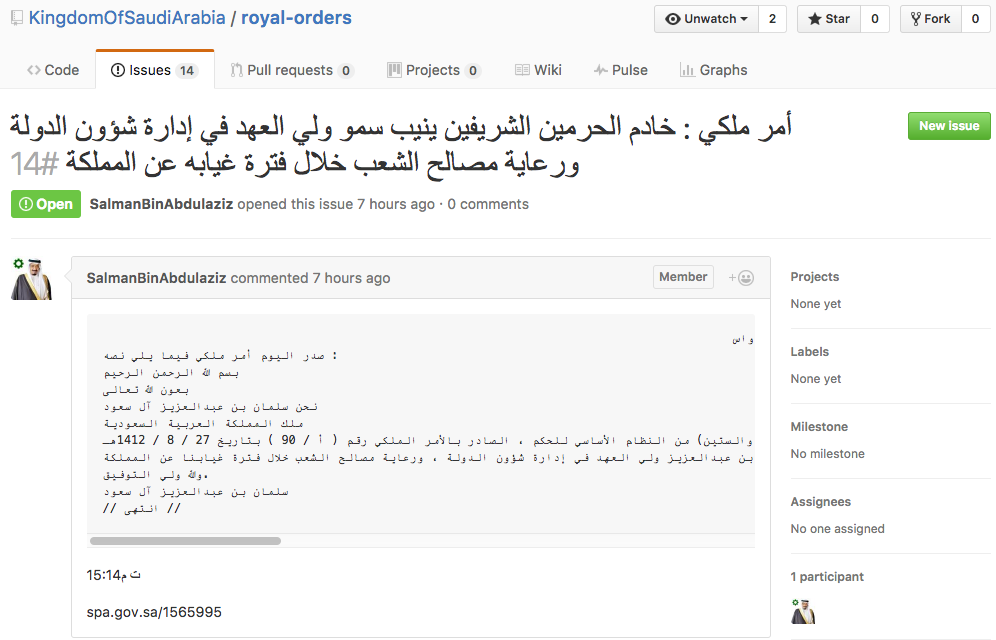 KingdomOfSaudiArabia / royal-orders
Unwatch 2
Star 0
Fork 0
Code
Issues 14
Pull requests 0
Projects 0
Wiki
Pulse
Graphs
أمر ملكي : خادم الحرمين الشريفين ينيب سمو ولي العهد في إدارة شؤون الدولة
ورعاية مصالح الشعب خلال فترة غيابه عن المملكة #14
New issue
Open
SalmanBinAbdulaziz opened this issue 7 hours ago · 0 comments
SalmanBinAbdulaziz commented 7 hours ago
Member
واس
صدر اليوم أمر ملكي فيما يلي نصه :
بسم الله الرحمن الرحيم
بعون الله تعالى
نحن سلمان بن عبدالعزيز آل سعود
ملك المملكة العربية السعودية
والستين) من النظام الأساسي للحكم ، الصادر بالأمر الملكي رقم ( أ / 90 ) بتاريخ 27 / 8 / 1412هـ
بن عبدالعزيز ولي العهد في إدارة شؤون الدولة ، ورعاية مصالح الشعب خلال فترة غيابنا عن المملكة
والله ولي التوفيق.
سلمان بن عبدالعزيز آل سعود
// انتهى //
15:14ت م
spa.gov.sa/1565995
Projects
None yet
Labels
None yet
Milestone
No milestone
Assignees
No one assigned
1 participant